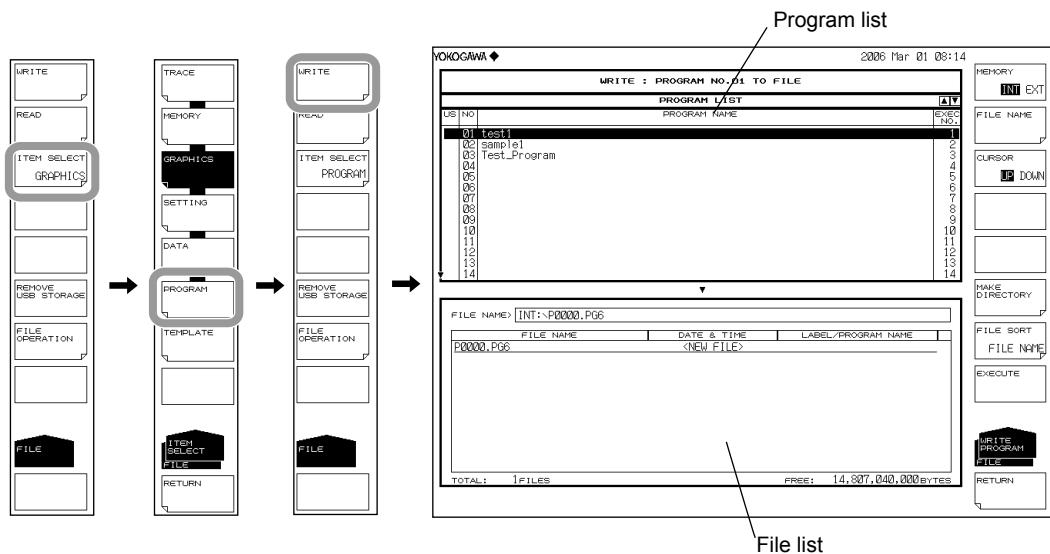 Program list
WRITE
READ
ITEM SELECT
GRAPHICS
REMOVE
USB STORAGE
FILE
OPERATION
FILE
TRACE
MEMORY
GRAPHICS
SETTING
DATA
PROGRAM
TEMPLATE
ITEM
SELECT
FILE
RETURN
WRITE
READ
ITEM SELECT
PROGRAM
REMOVE
USB STORAGE
FILE
OPERATION
FILE
YOKOGAWA 2006 Mar 01 08:14
WRITE : PROGRAM NO.01 TO FILE
PROGRAM LIST
US NO PROGRAM NAME EXEC NO.
01 test1 1
02 sample1 2
03 Test_Program 3
04 4
05 5
06 6
07 7
08 8
09 9
10 10
11 11
12 12
13 13
14 14
FILE NAME> INT:\P0000.PG6
FILE NAME DATE & TIME LABEL/PROGRAM NAME
P0000.PG6 <NEW FILE>
TOTAL: 1FILES FREE: 14,807,040,000BYTES
MEMORY
INT EXT
FILE NAME
CURSOR
UP DOWN
MAKE
DIRECTORY
FILE SORT
FILE NAME
EXECUTE
WRITE
PROGRAM
FILE
RETURN
File list